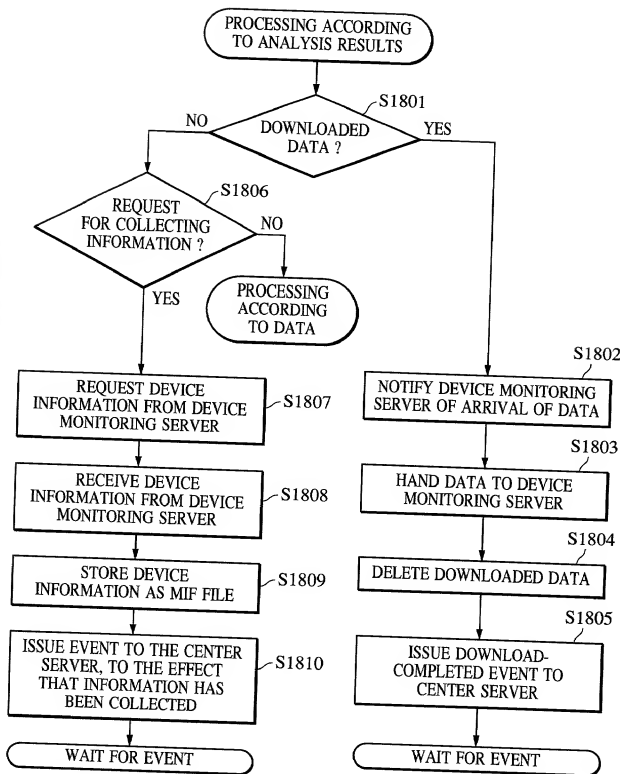 PROCESSING ACCORDING
TO ANALYSIS RESULTS
S1801
NO
DOWNLOADED
DATA ?
YES
S1806
REQUEST
FOR COLLECTING
INFORMATION ?
NO
YES
PROCESSING
ACCORDING
TO DATA
REQUEST DEVICE
INFORMATION FROM DEVICE
MONITORING SERVER
S1807
RECEIVE DEVICE
INFORMATION FROM DEVICE
MONITORING SERVER
S1808
STORE DEVICE
INFORMATION AS MIF FILE
S1809
ISSUE EVENT TO THE CENTER
SERVER, TO THE EFFECT
THAT INFORMATION HAS
BEEN COLLECTED
S1810
WAIT FOR EVENT
S1802
NOTIFY DEVICE MONITORING
SERVER OF ARRIVAL OF DATA
S1803
HAND DATA TO DEVICE
MONITORING SERVER
S1804
DELETE DOWNLOADED DATA
S1805
ISSUE DOWNLOAD-
COMPLETED EVENT TO
CENTER SERVER
WAIT FOR EVENT